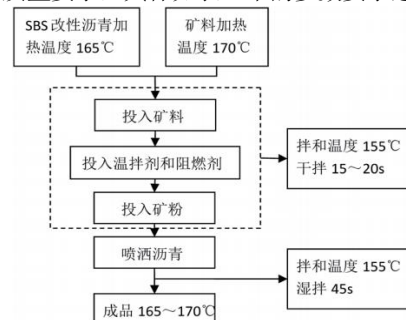 SBS 改性沥青加
热温度 165℃
矿料加热
温度 170℃
投入矿料
投入温拌剂和阻燃剂
投入矿粉
拌和温度 155℃
干拌 15～20s
喷洒沥青
拌和温度 155℃
湿拌 45s
成品 165～170℃